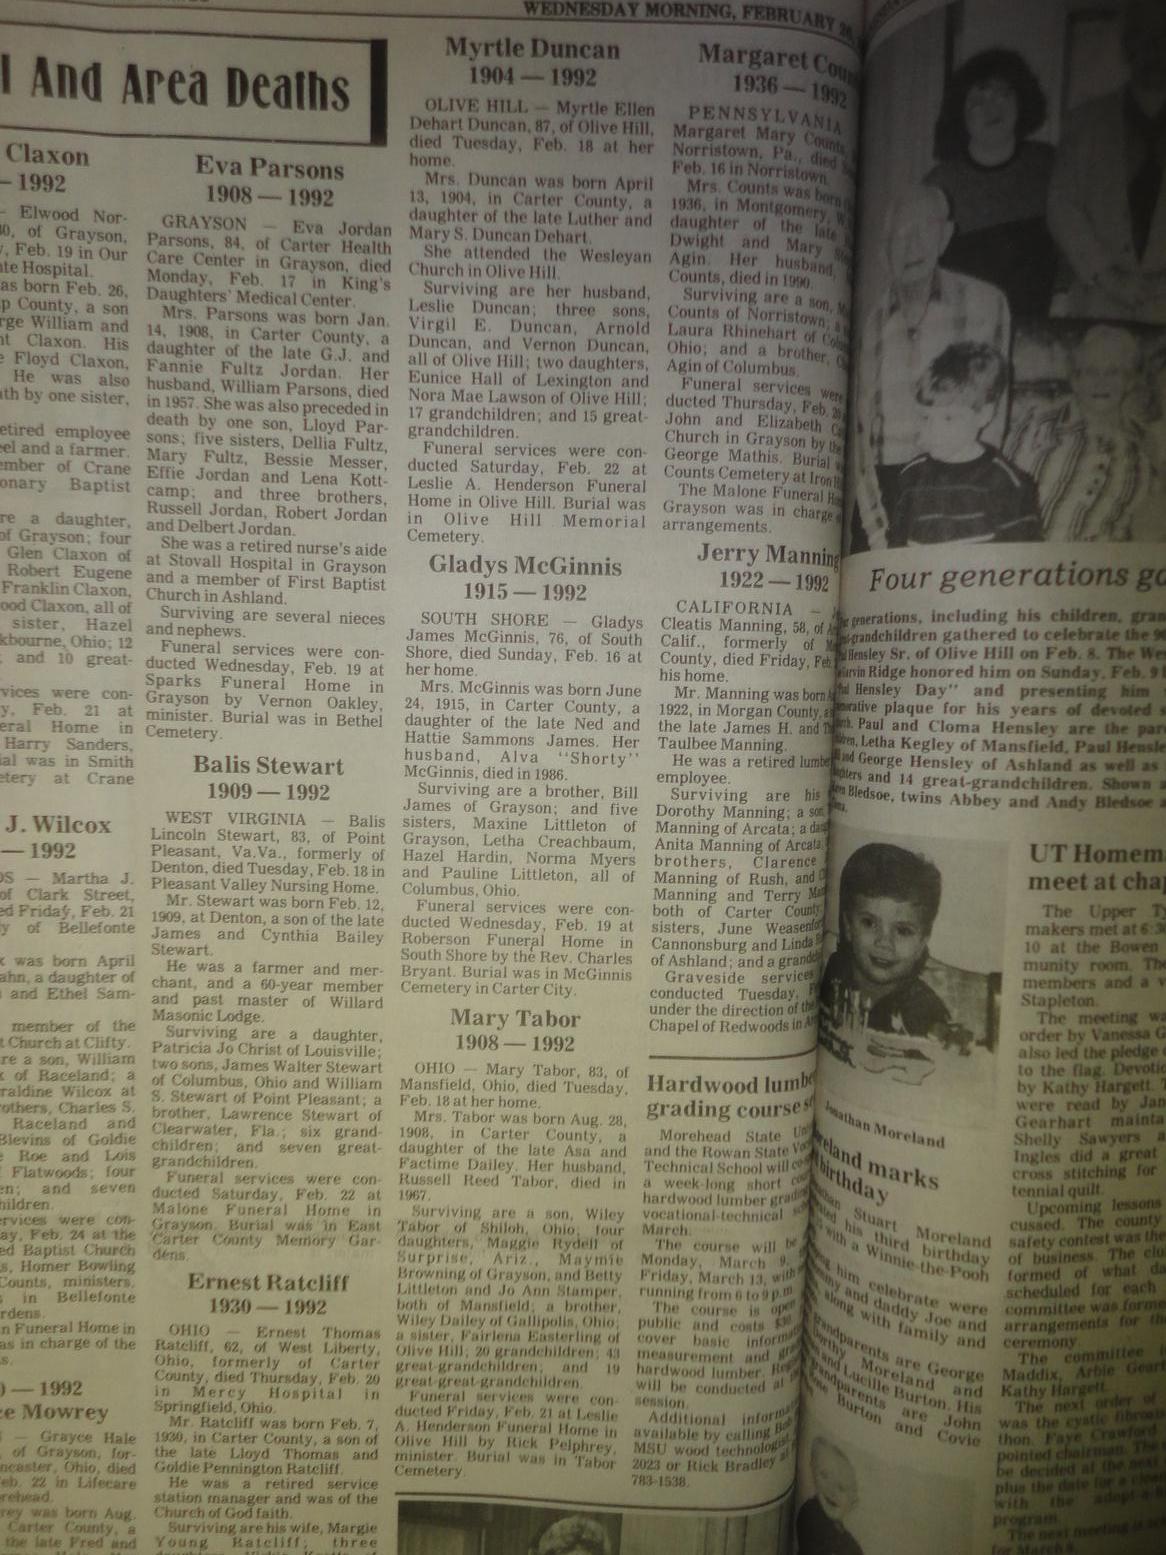 WEDNESDAY MORNING, FEBRUARY
And Area Deaths
Claxon
— 1992
Elwood Nor-
of Grayson,
Feb. 19 in Our
Hospital.
born Feb. 26,
County, a son
William and
Claxon. His
Floyd Claxon,
He was also
by one sister,
retired employee
and a farmer.
of Crane
Baptist
a daughter,
of Grayson; four
Glen Claxon of
Robert Eugene
Franklin Claxon,
Claxon, all of
sister, Hazel
Ohio; 12
and 10 great-
were con-
Feb. 21 at
Home in
Harry Sanders,
was in Smith
at Crane
J. Wilcox
— 1992
— Martha J.
of Clark Street,
Friday, Feb. 21
of Bellefonte
was born April
a daughter of
and Ethel Sam-
member of the
Church at Clifty.
a son, William
of Raceland; a
Wilcox at
Charles S.
Raceland and
Blevins of Goldie
Roe and Lois
Flatwoods; four
and seven
were con-
Feb. 24 at the
Baptist Church
Homer Bowling
Counts, ministers.
in Bellefonte
Funeral Home in
in charge of the
— 1992
Mowrey
— Grayce Hale
of Grayson, for-
Ohio, died
22 in Lifecare
was born Aug.
Carter County, a
the late Fred and
Eva Parsons
1908 — 1992
GRAYSON — Eva Jordan
Parsons, 84, of Carter Health
Care Center in Grayson, died
Monday, Feb. 17 in King's
Daughters' Medical Center.
Mrs. Parsons was born Jan.
14, 1908, in Carter County, a
daughter of the late G.J. and
Fannie Fultz Jordan. Her
husband, William Parsons, died
in 1957. She was also preceded in
death by one son, Lloyd Par-
sons; five sisters, Dellia Fultz,
Mary Fultz, Bessie Messer,
Effie Jordan and Lena Kott-
camp; and three brothers,
Russell Jordan, Robert Jordan
and Delbert Jordan.
She was a retired nurse's aide
at Stovall Hospital in Grayson
and a member of First Baptist
Church in Ashland.
Surviving are several nieces
and nephews.
Funeral services were con-
ducted Wednesday, Feb. 19 at
Sparks Funeral Home in
Grayson by Vernon Oakley,
minister. Burial was in Bethel
Cemetery.
Balis Stewart
1909 — 1992
WEST VIRGINIA — Balis
Lincoln Stewart, 83, of Point
Pleasant, Va.Va., formerly of
Denton, died Tuesday, Feb. 18 in
Pleasant Valley Nursing Home.
Mr. Stewart was born Feb. 12,
1909, at Denton, a son of the late
James and Cynthia Bailey
Stewart.
He was a farmer and mer-
chant, and a 60-year member
and past master of Willard
Masonic Lodge.
Surviving are a daughter,
Patricia Jo Christ of Louisville;
two sons, James Walter Stewart
of Columbus, Ohio and William
S. Stewart of Point Pleasant; a
brother, Lawrence Stewart of
Clearwater, Fla.; six grand-
children; and seven great-
grandchildren.
Funeral services were con-
ducted Saturday, Feb. 22 at
Malone Funeral Home in
Grayson. Burial was in East
Carter County Memory Gar-
dens.
Ernest Ratcliff
1930 — 1992
OHIO — Ernest Thomas
Ratcliff, 62, of West Liberty,
Ohio, formerly of Carter
County, died Thursday, Feb. 20
in Mercy Hospital in
Springfield, Ohio.
Mr. Ratcliff was born Feb. 7,
1930, in Carter County, a son of
the late Lloyd Thomas and
Goldie Pennington Ratcliff.
He was a retired service
station manager and was of the
Church of God faith.
Surviving are his wife, Margie
Young Ratcliff; three
Myrtle Duncan
1904 — 1992
OLIVE HILL — Myrtle Ellen
Dehart Duncan, 87, of Olive Hill,
died Tuesday, Feb. 18 at her
home.
Mrs. Duncan was born April
13, 1904, in Carter County, a
daughter of the late Luther and
Mary S. Duncan Dehart.
She attended the Wesleyan
Church in Olive Hill.
Surviving are her husband,
Leslie Duncan; three sons,
Virgil E. Duncan, Arnold
Duncan, and Vernon Duncan,
all of Olive Hill; two daughters,
Eunice Hall of Lexington and
Nora Mae Lawson of Olive Hill;
17 grandchildren; and 15 great-
grandchildren.
Funeral services were con-
ducted Saturday, Feb. 22 at
Leslie A. Henderson Funeral
Home in Olive Hill. Burial was
in Olive Hill Memorial
Cemetery.
Gladys McGinnis
1915 — 1992
SOUTH SHORE — Gladys
James McGinnis, 76, of South
Shore, died Sunday, Feb. 16 at
her home.
Mrs. McGinnis was born June
24, 1915, in Carter County, a
daughter of the late Ned and
Hattie Sammons James. Her
husband, Alva "Shorty"
McGinnis, died in 1986.
Surviving are a brother, Bill
James of Grayson; and five
sisters, Maxine Littleton of
Grayson, Letha Creachbaum,
Hazel Hardin, Norma Myers
and Pauline Littleton, all of
Columbus, Ohio.
Funeral services were con-
ducted Wednesday, Feb. 19 at
Roberson Funeral Home in
South Shore by the Rev. Charles
Bryant. Burial was in McGinnis
Cemetery in Carter City.
Mary Tabor
1908 — 1992
OHIO — Mary Tabor, 83, of
Mansfield, Ohio, died Tuesday,
Feb. 18 at her home.
Mrs. Tabor was born Aug. 28,
1908, in Carter County, a
daughter of the late Asa and
Factime Dailey. Her husband,
Russell Reed Tabor, died in
1967.
Surviving are a son, Wiley
Tabor of Shiloh, Ohio; four
daughters, Maggie Rydell of
Surprise, Ariz., Maymie
Browning of Grayson, and Betty
Littleton and Jo Ann Stamper,
both of Mansfield; a brother,
Wiley Dailey of Gallipolis, Ohio;
a sister, Fairlena Easterling of
Olive Hill; 20 grandchildren; 43
great-grandchildren; and 19
great-great-grandchildren.
Funeral services were con-
ducted Friday, Feb. 21 at Leslie
A. Henderson Funeral Home in
Olive Hill by Rick Pelphrey,
minister. Burial was in Tabor
Cemetery.
Margaret
1936 — 1992
PENNSYLVANIA
Margaret Mary Counts,
Norristown, Pa., died
Feb. 16 in Norristown.
Mrs. Counts was born
1936, in Montgomery,
daughter of the late
Dwight and Mary
Agin. Her husband,
Counts, died in 1990.
Surviving are a son,
Counts of Norristown;
Laura Rhinehart of
Ohio; and a brother,
Agin of Columbus.
Funeral services were
ducted Thursday, Feb.
John and Elizabeth
Church in Grayson by
George Mathis. Burial
Counts Cemetery at Iron
The Malone Funeral
Grayson was in charge
arrangements.
Jerry Manning
1922 — 1992
CALIFORNIA —
Cleatis Manning, 58, of
Calif., formerly of
County, died Friday,
his home.
Mr. Manning was born
1922, in Morgan County,
the late James H. and
Taulbee Manning.
He was a retired
employee.
Surviving are his
Dorothy Manning; a son
Manning of Arcata; a
Anita Manning of Arcata;
brothers, Clarence
Manning of Rush, and
Manning and Terry
both of Carter County;
sisters, June
Cannonsburg and Linda
of Ashland; and a
Graveside services
conducted Tuesday,
under the direction of the
Chapel of Redwoods in
Hardwood
grading course
Morehead State
and the Rowan State
Technical School will
a week-long short
hardwood lumber
vocational-technical
March.
The course will be
Monday, March 9,
Friday, March 13, with
running from 6 to 9 p.m.
The course is open
public and costs
cover basic
measurement and
hardwood lumber.
will be conducted at
session.
Additional
available by calling
MSU wood
2023 or Rick Bradley at
783-1538.
Four generations
generations, including his children,
grandchildren gathered to celebrate the
Hensley Sr. of Olive Hill on Feb. 8. The
Garvin Ridge honored him on Sunday, Feb. 9
Hensley Day" and presenting him
plaque for his years of devoted
Paul and Cloma Hensley are the
Letha Kegley of Mansfield, Paul
and George Hensley of Ashland as well as
and 14 great-grandchildren. Shown
Bledsoe, twins Abbey and Andy Bledsoe
Jonathan Moreland
marks
birthday
Stuart Moreland
his third birthday
with a Winnie-the-Pooh
him celebrate were
and daddy Joe and
along with family and
are George
Moreland and
Lucille Burton. His
are John
Burton and Covie
UT
meet at
The Upper
makers met at
10 at the Bowen
munity room. The
members and a
Stapleton.
The meeting
order by Vanessa
also led the pledge
to the flag.
by Kathy Hargett.
were read by
Gearhart
Shelly Sawyers
Ingles did a great
cross stitching for
tennial quilt.
Upcoming lessons
cussed. The county
safety contest was the
of business. The
formed of what
scheduled for each
committee was
arrangements for the
ceremony.
The committee
Maddix, Arbie
Kathy Hargett.
The next order of
was the cystic
thon. Faye Crawford
pointed chairman. The
be decided at the next
plus the date for a
with the
program.
The next meeting is
for March